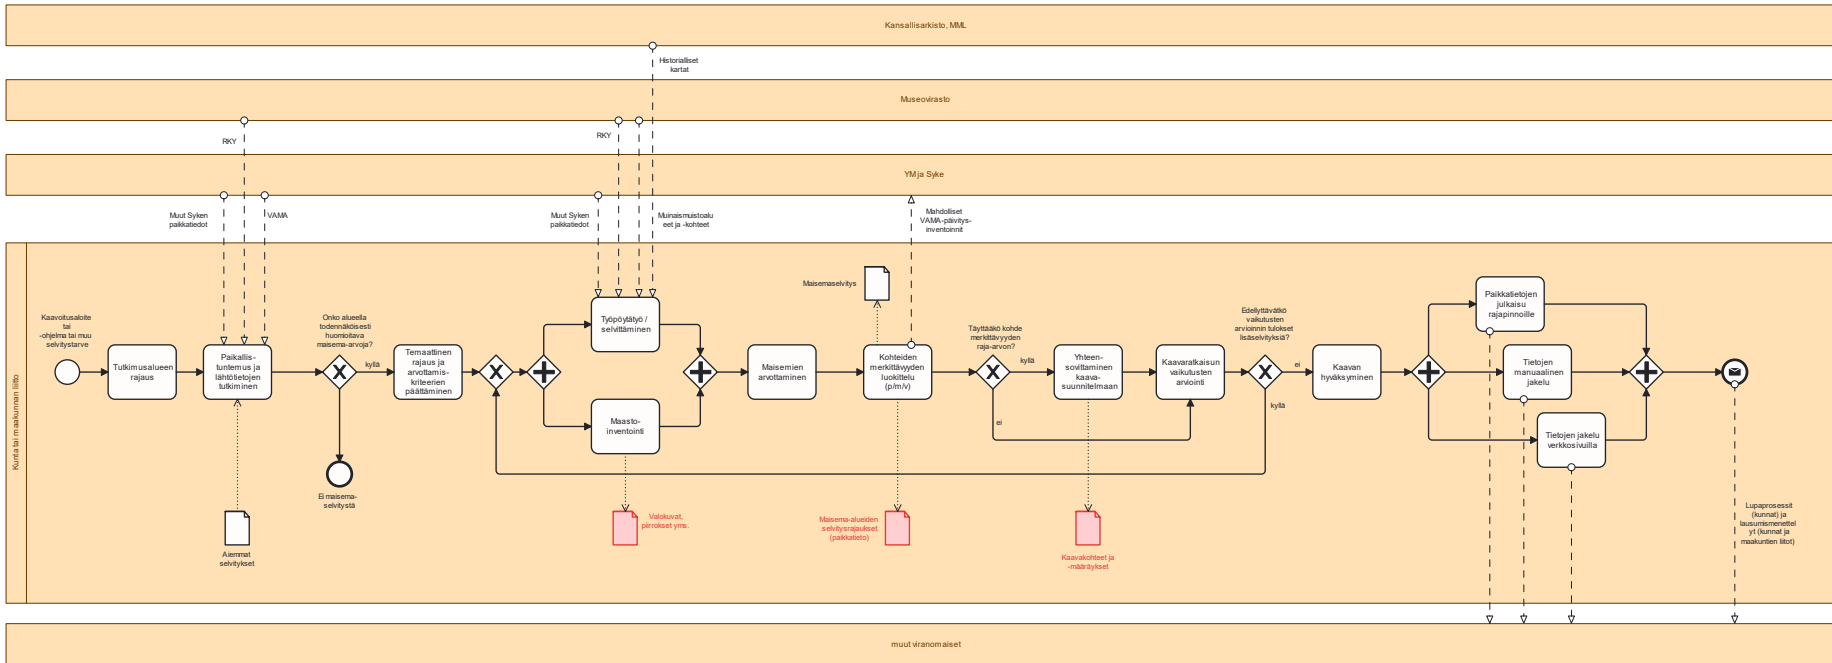 Kansallisarkisto, MML
Historialliset
kartat
Museovirasto
RKY
RKY
YM ja Syke
Muut Syken
paikkatiedot
VAMA
Muut Syken
paikkatiedot
Muinaismuistoalu
eet ja -kohteet
Mahdolliset
VAMA-päivitys-
inventoinnit
Kunta tai maakunnan liitto
Kaavoitusaloite
tai
-ohjelma tai muu
selvitystarve
Tutkimusalueen
rajaus
Paikallis-
tuntemus ja
lähtötietojen
tutkiminen
Aiemmat
selvitykset
Onko alueella
todennäköisesti
huomioitava
maisema-arvoja?
kyllä
Ei maisema-
selvitystä
Temaattinen
rajaus ja
arvottamis-
kriteerien
päättäminen
Työpöytätyö /
selvittäminen
Maasto-
inventointi
Valokuvat,
piirrokset yms.
Maisemien
arvottaminen
Maisemaselvitys
Kohteiden
merkittävyyden
luokittelu
(p/m/v)
Maisema-alueiden
selvitysrajaukset
(paikkatieto)
Täyttääkö kohde
merkittävyyden
raja-arvon?
kyllä
ei
Yhteen-
sovittaminen
kaava-
suunnitelmaan
Kaavakohteet ja
-määräykset
Kaavaratkaisun
vaikutusten
arviointi
Edellyttävätkö
vaikutusten
arvioinnin tulokset
lisäselvityksiä?
ei
kyllä
Kaavan
hyväksyminen
Paikkatietojen
julkaisu
rajapinnoille
Tietojen
manuaalinen
jakelu
Tietojen jakelu
verkkosivuilla
Lupaprosessit
(kunnat) ja
lausumismenettel
yt (kunnat ja
maakuntien liitot)
muut viranomaiset